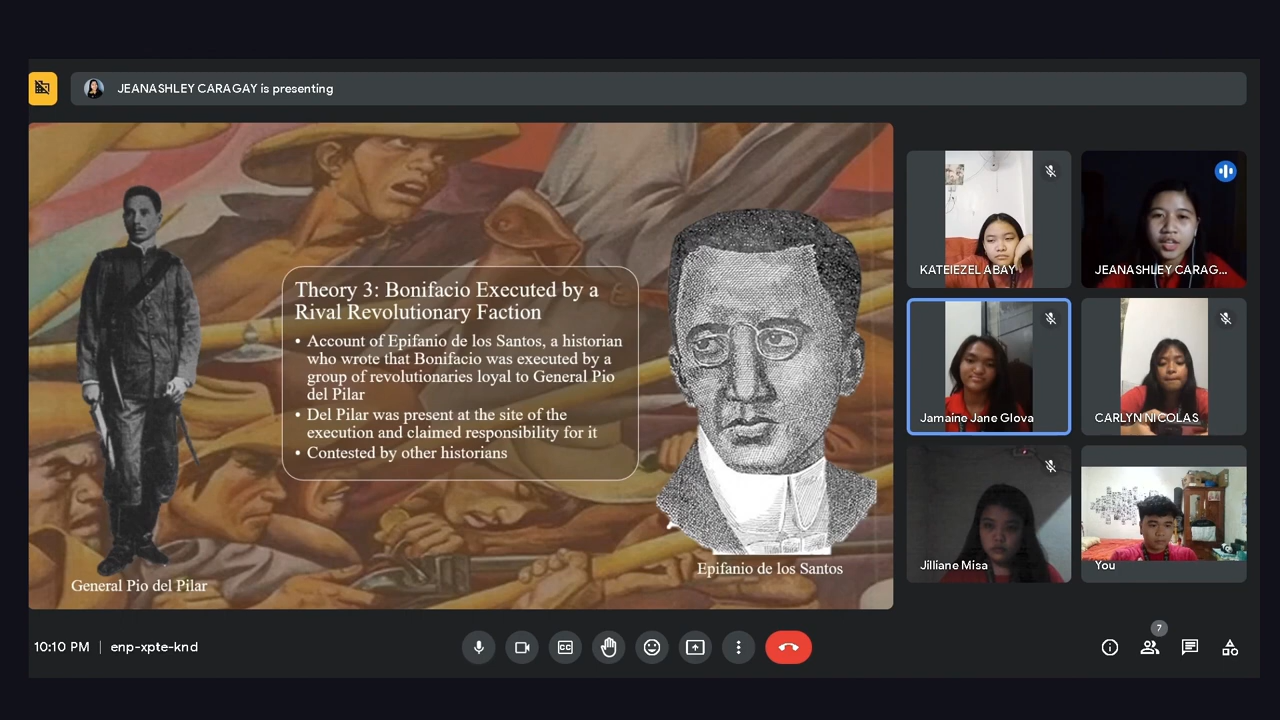 JEANASHLEY CARAGAY is presenting
Theory 3: Bonifacio Executed by a
Rival Revolutionary Faction
• Account of Epifanio de los Santos, a historian
who wrote that Bonifacio was executed by a
group of revolutionaries loyal to General Pio
del Pilar
• Del Pilar was present at the site of the
execution and claimed responsibility for it
• Contested by other historians
General Pio del Pilar
Epifanio de los Santos
KATEIEZEL ABAY
JEANASHLEY CARAG...
Jamaine Jane Glova
CARLYN NICOLAS
Jilliane Misa
You
10:10 PM | enp-xpte-knd
CC
7